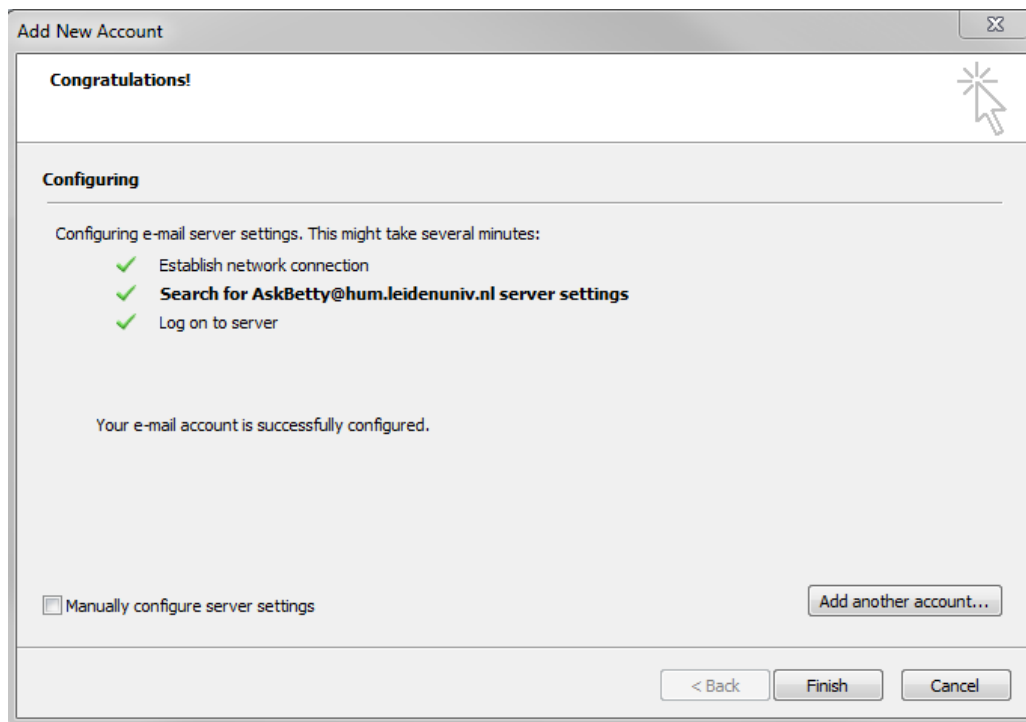 Add New Account
Congratulations!
Configuring
Configuring e-mail server settings. This might take several minutes:
Establish network connection
Search for AskBetty@hum.leidenuniv.nl server settings
Log on to server
Your e-mail account is successfully configured.
Manually configure server settings
Add another account...
< Back
Finish
Cancel